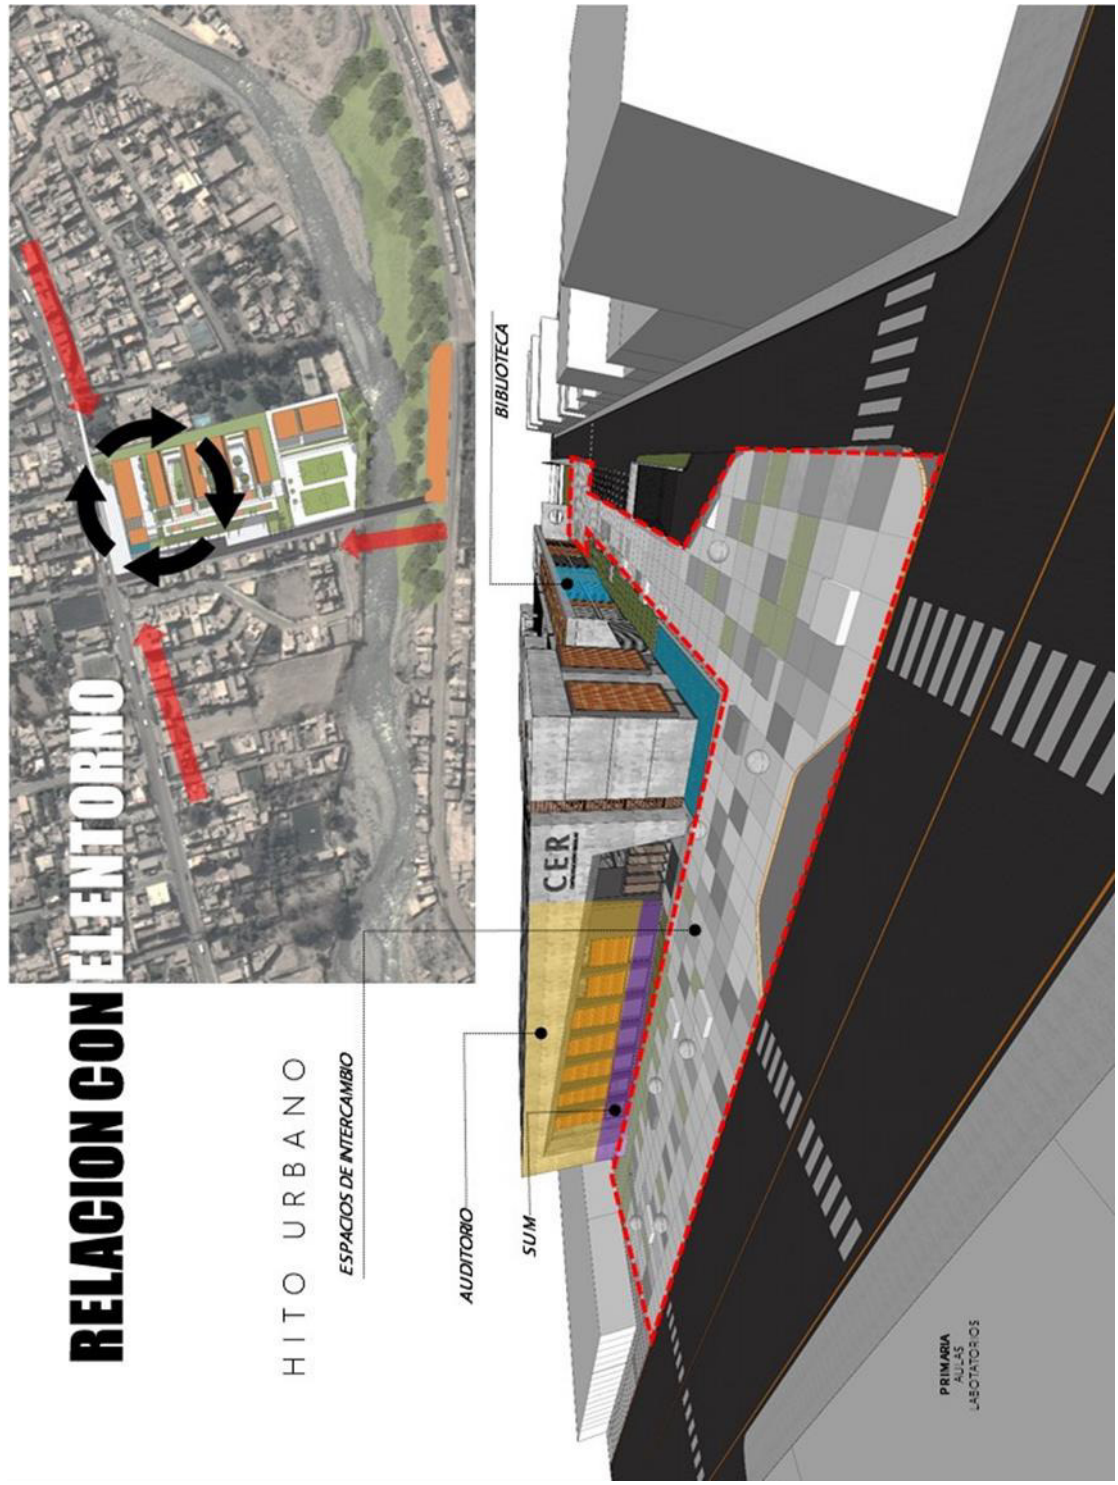 RELACION CON EL ENTORNO
HITO URBANO
ESPACIOS DE INTERCAMBIO
AUDITORIO
SUM
BIBLIOTECA
CER
PRIMARIA
AULAS
LABOTATORIOS